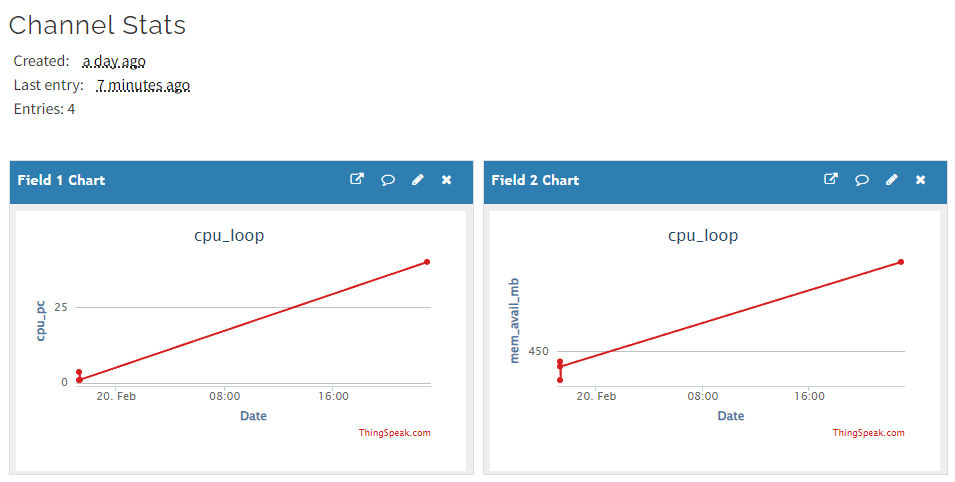 Channel Stats
Created: a day ago
Last entry: 7 minutes ago
Entries: 4
Field 1 Chart
cpu_loop
cpu_pc
25
0
20. Feb 08:00 16:00
Date
ThingSpeak.com
Field 2 Chart
cpu_loop
mem_avail_mb
450
20. Feb 08:00 16:00
Date
ThingSpeak.com